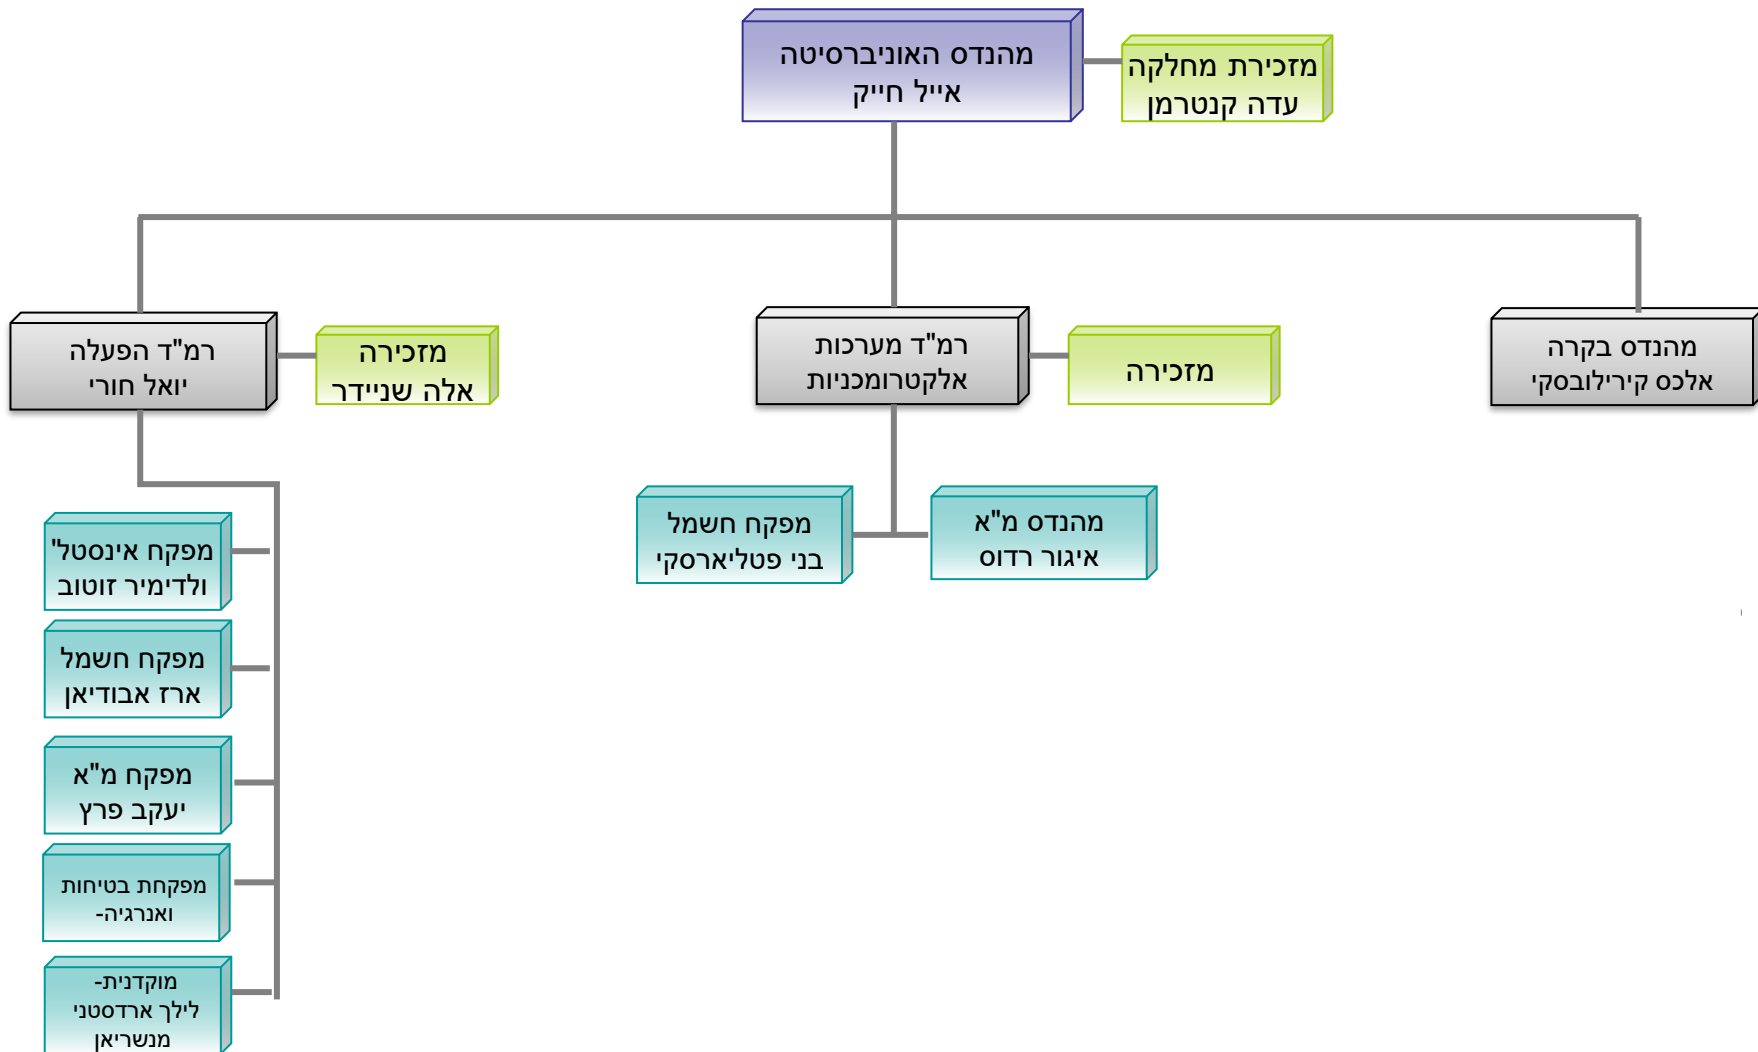 מהנדס האוניברסיטה
אייל חייק
מזכירת מחלקה
עדה קנטרמן
מהנדס בקרה
אלכס קירילובסקי
רמ"ד מערכות
אלקטרומכניות
מזכירה
רמ"ד הפעלה
יואל חורי
מזכירה
אלה שניידר
מהנדס מ"א
איגור רדוס
מפקח חשמל
בני פטליארסקי
מפקח אינסטל"
ולדימיר זוטוב
מפקח חשמל
ארז אבודיאן
מפקח מ"א
יעקב פרץ
מפקחת בטיחות
ואנרגיה-
מוקדנית-
לילך ארדסטני
מנשריאן